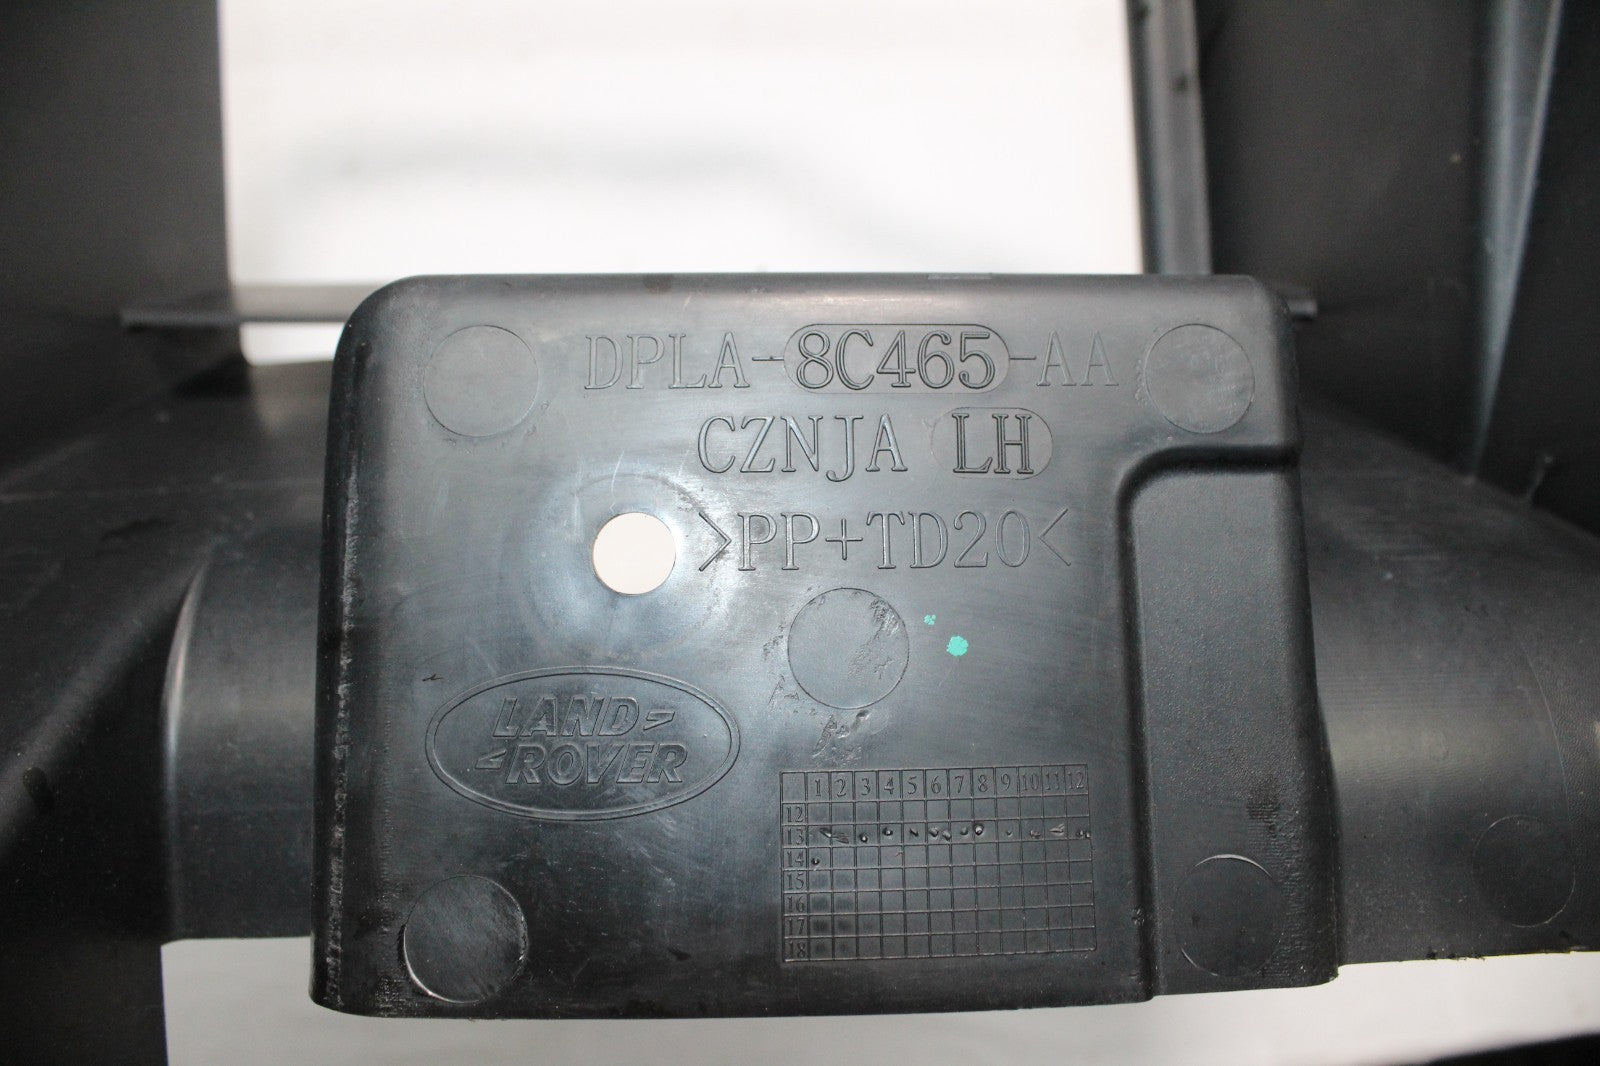 DPLA-8C465-AA
CZNJA LH
>PP+TD20<
LAND
ROVER
1 2 3 4 5 6 7 8 9 10 11 12
12
13
14
15
16
17
18